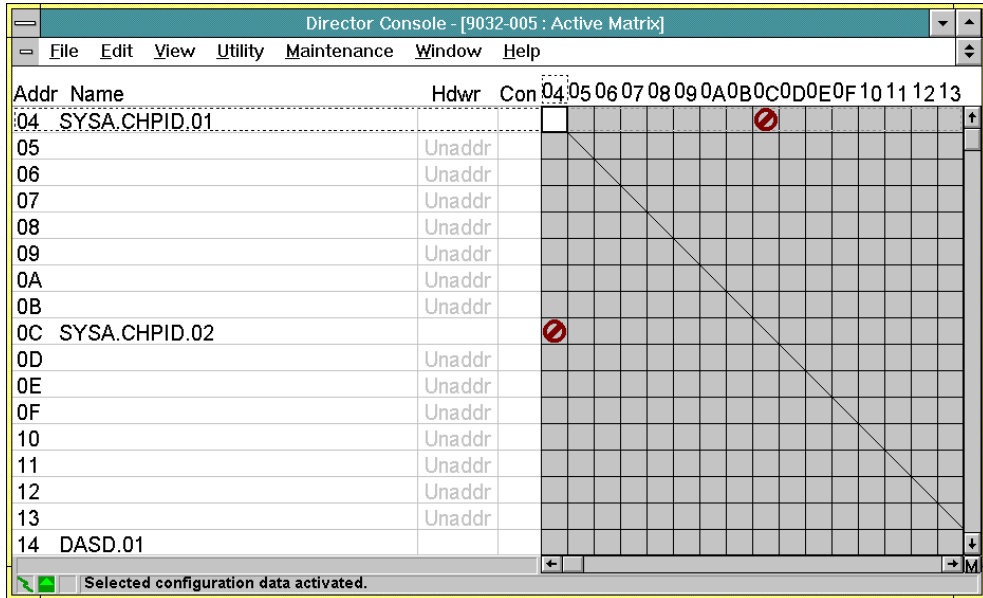 Director Console - [9032-005 : Active Matrix]
File Edit View Utility Maintenance Window Help
Addr Name Hdwr Con 04 05 06 07 08 09 0A 0B 0C 0D 0E 0F 10 11 12 13
04 SYSA.CHPID.01
05 Unaddr
06 Unaddr
07 Unaddr
08 Unaddr
09 Unaddr
0A Unaddr
0B Unaddr
0C SYSA.CHPID.02
0D Unaddr
0E Unaddr
0F Unaddr
10 Unaddr
11 Unaddr
12 Unaddr
13 Unaddr
14 DASD.01
M
Selected configuration data activated.